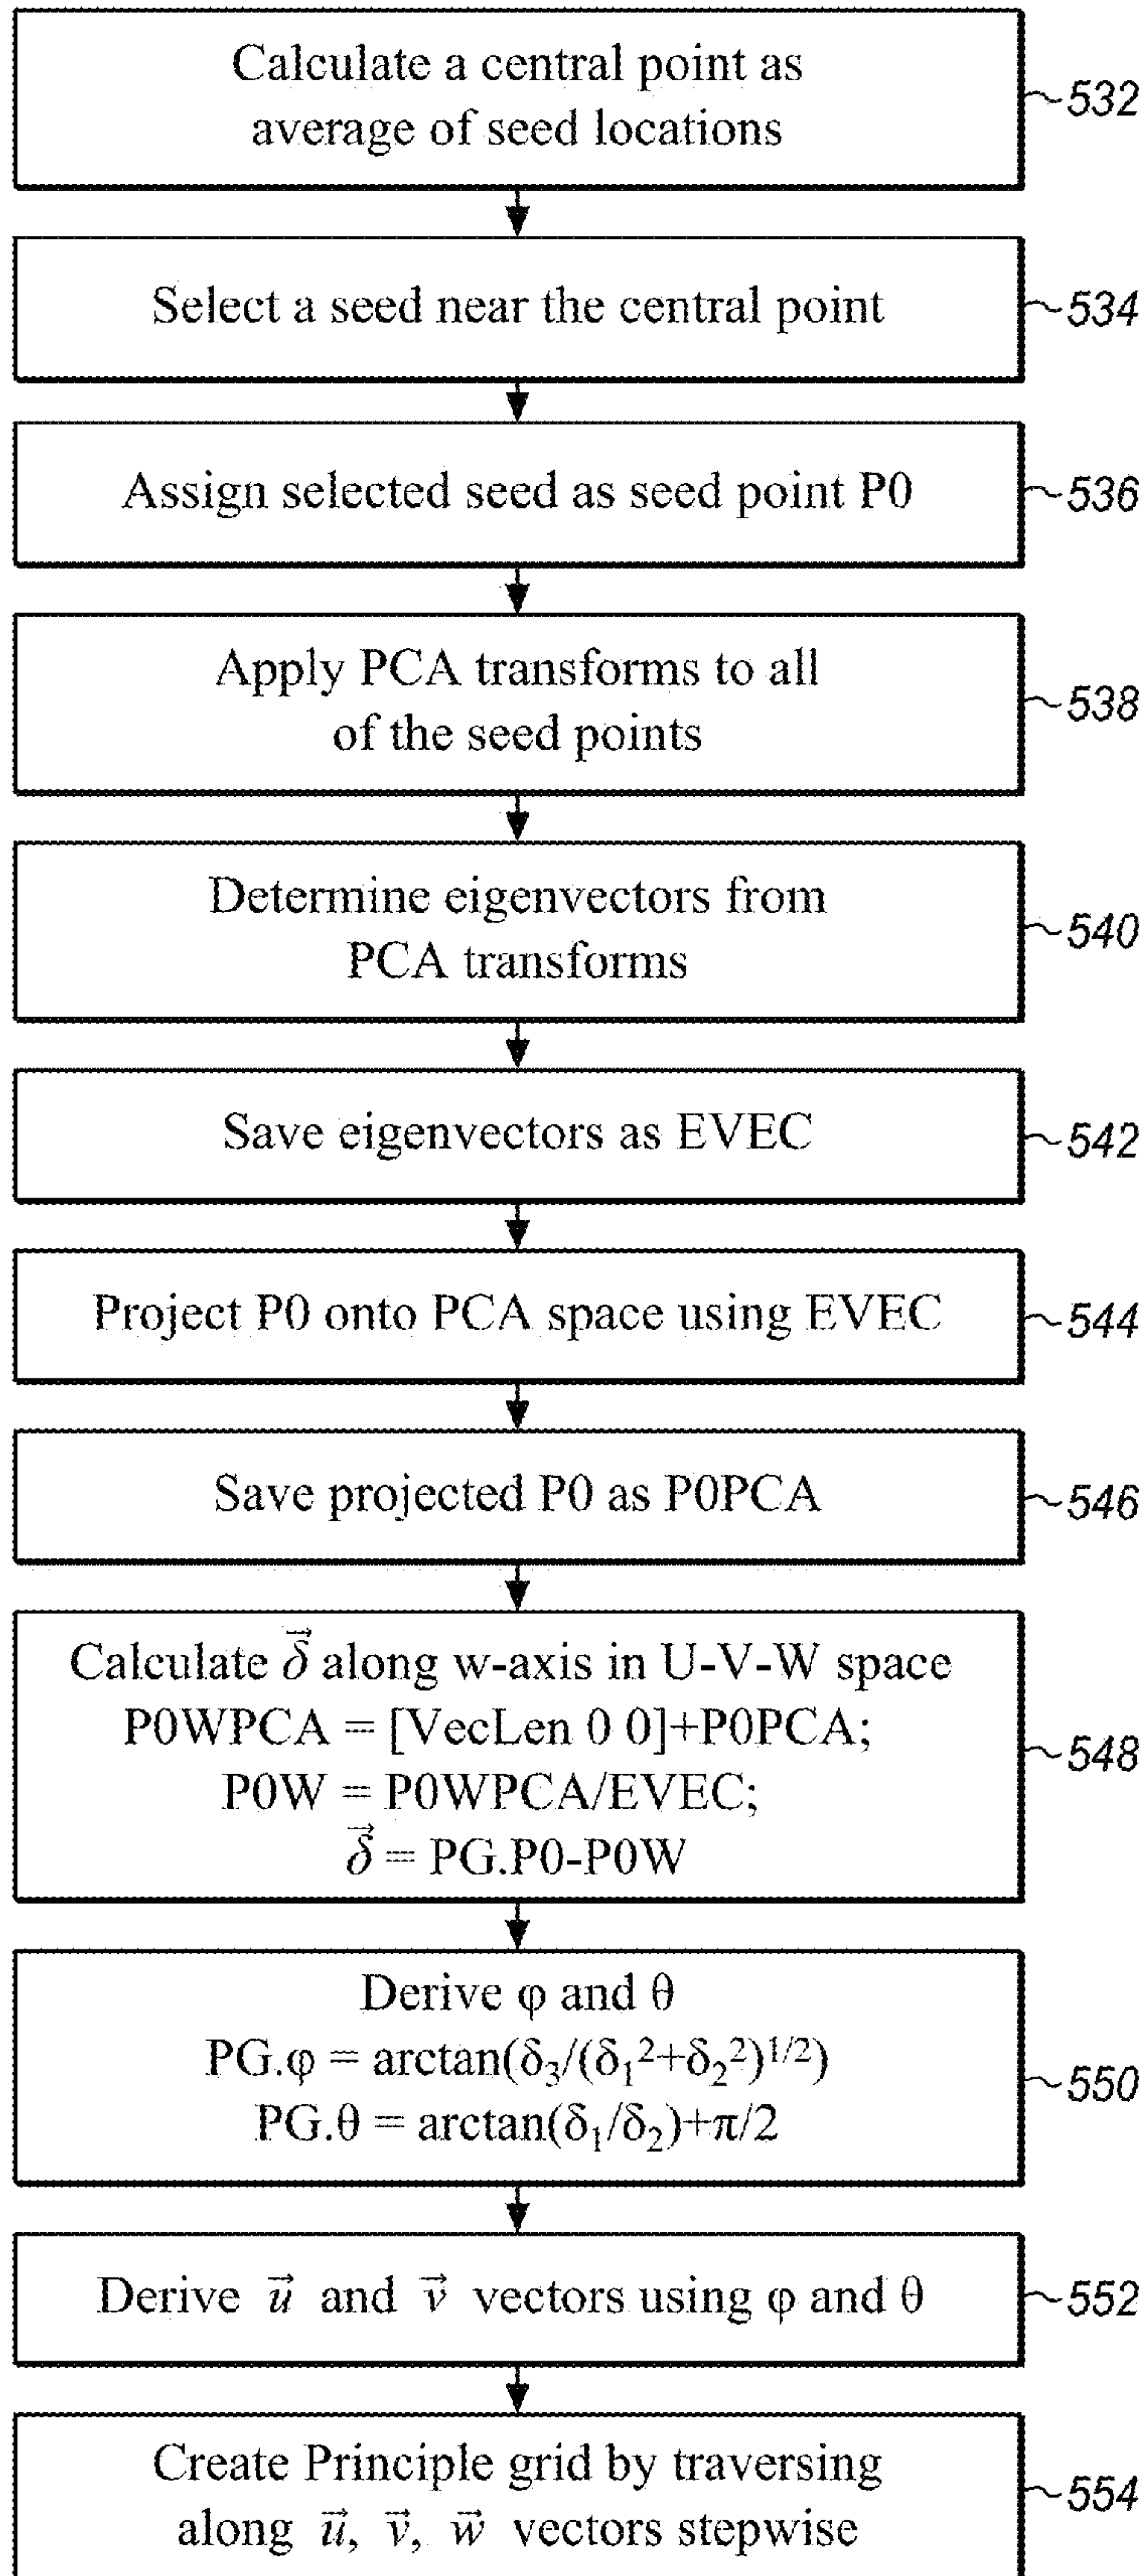 Calculate a central point as
average of seed locations
532
Select a seed near the central point
534
Assign selected seed as seed point P0
536
Apply PCA transforms to all
of the seed points
538
Determine eigenvectors from
PCA transforms
540
Save eigenvectors as EVEC
542
Project P0 onto PCA space using EVEC
544
Save projected P0 as P0PCA
546
Calculate δ⃗ along w-axis in U-V-W space
P0WPCA = [VecLen 0 0]+P0PCA;
P0W = P0WPCA/EVEC;
δ⃗ = PG.P0-P0W
548
Derive φ and θ
PG.φ = arctan(δ₃/(δ₁²+δ₂²)¹/²)
PG.θ = arctan(δ₁/δ₂)+π/2
550
Derive u⃗ and v⃗ vectors using φ and θ
552
Create Principle grid by traversing
along u⃗, v⃗, w⃗ vectors stepwise
554